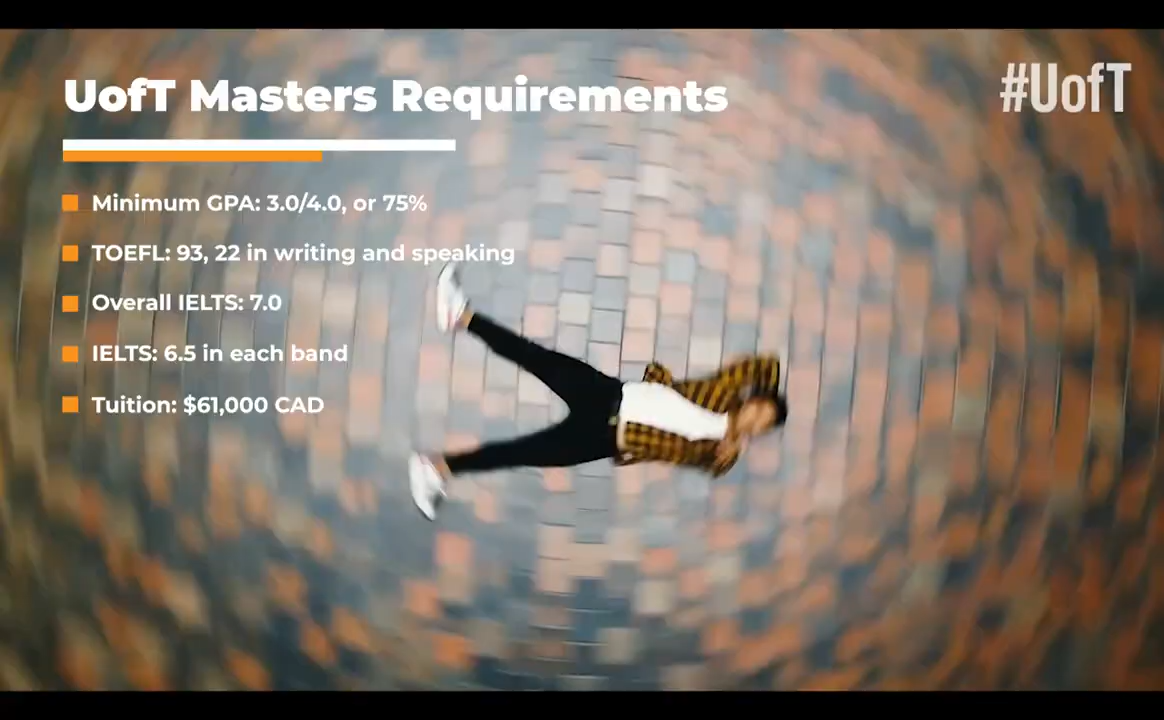 UofT Masters Requirements
#UofT
Minimum GPA: 3.0/4.0, or 75%
TOEFL: 93, 22 in writing and speaking
Overall IELTS: 7.0
IELTS: 6.5 in each band
Tuition: $61,000 CAD